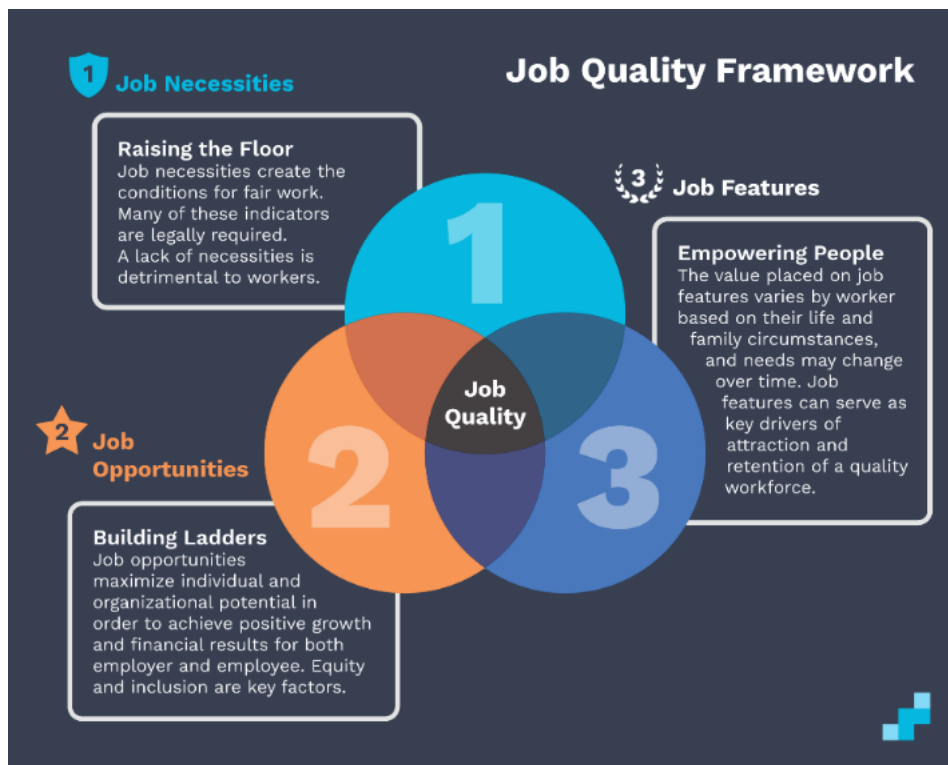 Job Quality Framework
1
Job Necessities
Raising the Floor
Job necessities create the
conditions for fair work.
Many of these indicators
are legally required.
A lack of necessities is
detrimental to workers.
3
Job Features
Empowering People
The value placed on job
features varies by worker
based on their life and
family circumstances,
and needs may change
over time. Job
features can serve as
key drivers of
attraction and
retention of a quality
workforce.
1
Job
Quality
2
3
2
Job
Opportunities
Building Ladders
Job opportunities
maximize individual and
organizational potential in
order to achieve positive growth
and financial results for both
employer and employee. Equity
and inclusion are key factors.